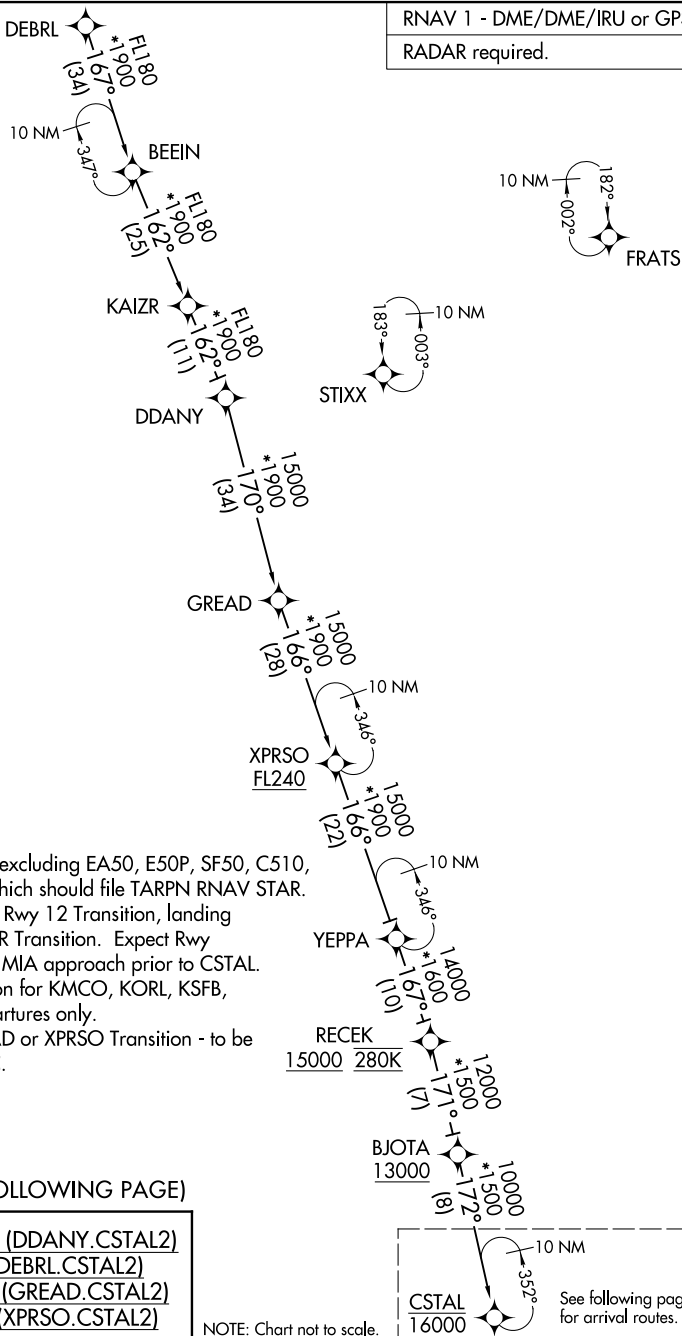 RNAV 1 - DME/DME/IRU or GP
RADAR required.
DEBRL
FL180
*1900
167°
(34)
10 NM
347°
BEEIN
FL180
*1900
162°
(25)
10 NM
182°
002°
FRATS
KAIZR
FL180
*1900
162°
(11)
10 NM
183°
003°
STIXX
DDANY
15000
*1900
170°
(34)
GREAD
15000
*1900
166°
(28)
10 NM
346°
XPRSO
FL240
15000
*1900
166°
(22)
10 NM
346°
excluding EA50, E50P, SF50, C510,
which should file TARPN RNAV STAR.
Rwy 12 Transition, landing
R Transition. Expect Rwy
MIA approach prior to CSTAL.
on for KMCO, KORL, KSFB,
artures only.
AD or XPRSO Transition - to be
YEPPA
14000
*1600
167°
(10)
RECEK
15000 280K
12000
*1500
171°
(7)
BJOTA
13000
10000
*1500
172°
(8)
OLLOWING PAGE)
(DDANY.CSTAL2)
DEBRL.CSTAL2)
(GREAD.CSTAL2)
(XPRSO.CSTAL2)
NOTE: Chart not to scale.
10 NM
352°
CSTAL
16000
See following pag
for arrival routes.